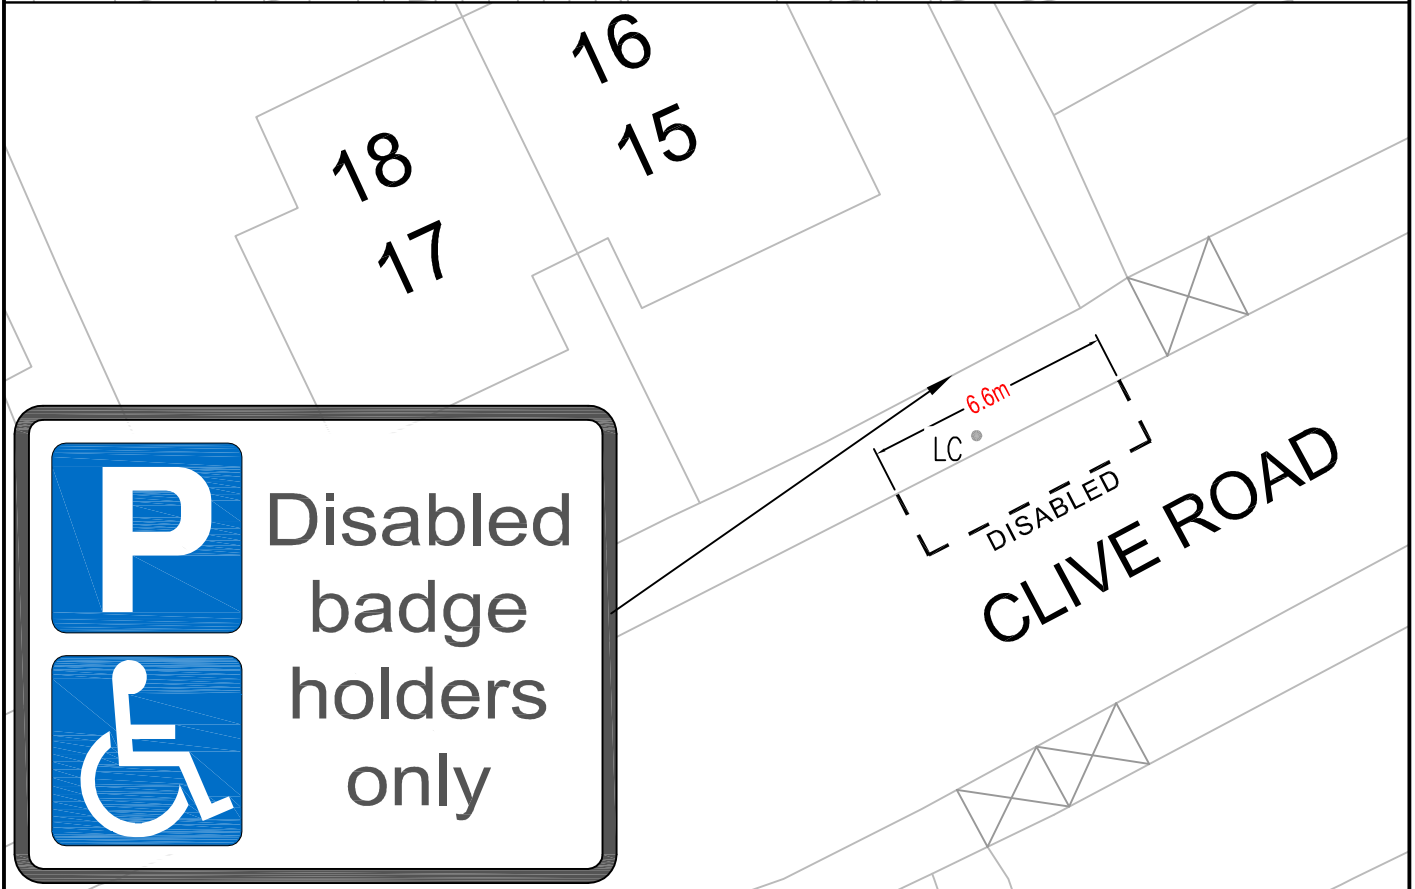 16
15
18
17
6.6m
LC
DISABLED
CLIVE ROAD
P
Disabled
badge
holders
only